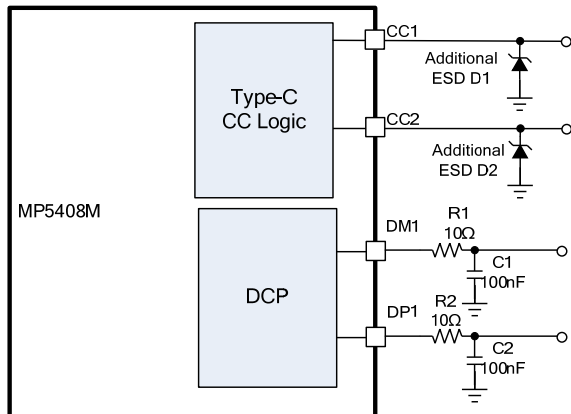 CC1
Additional
ESD D1
Type-C
CC Logic
CC2
Additional
ESD D2
MP5408M
DM1
R1
10Ω
C1
100nF
DCP
DP1
R2
10Ω
C2
100nF